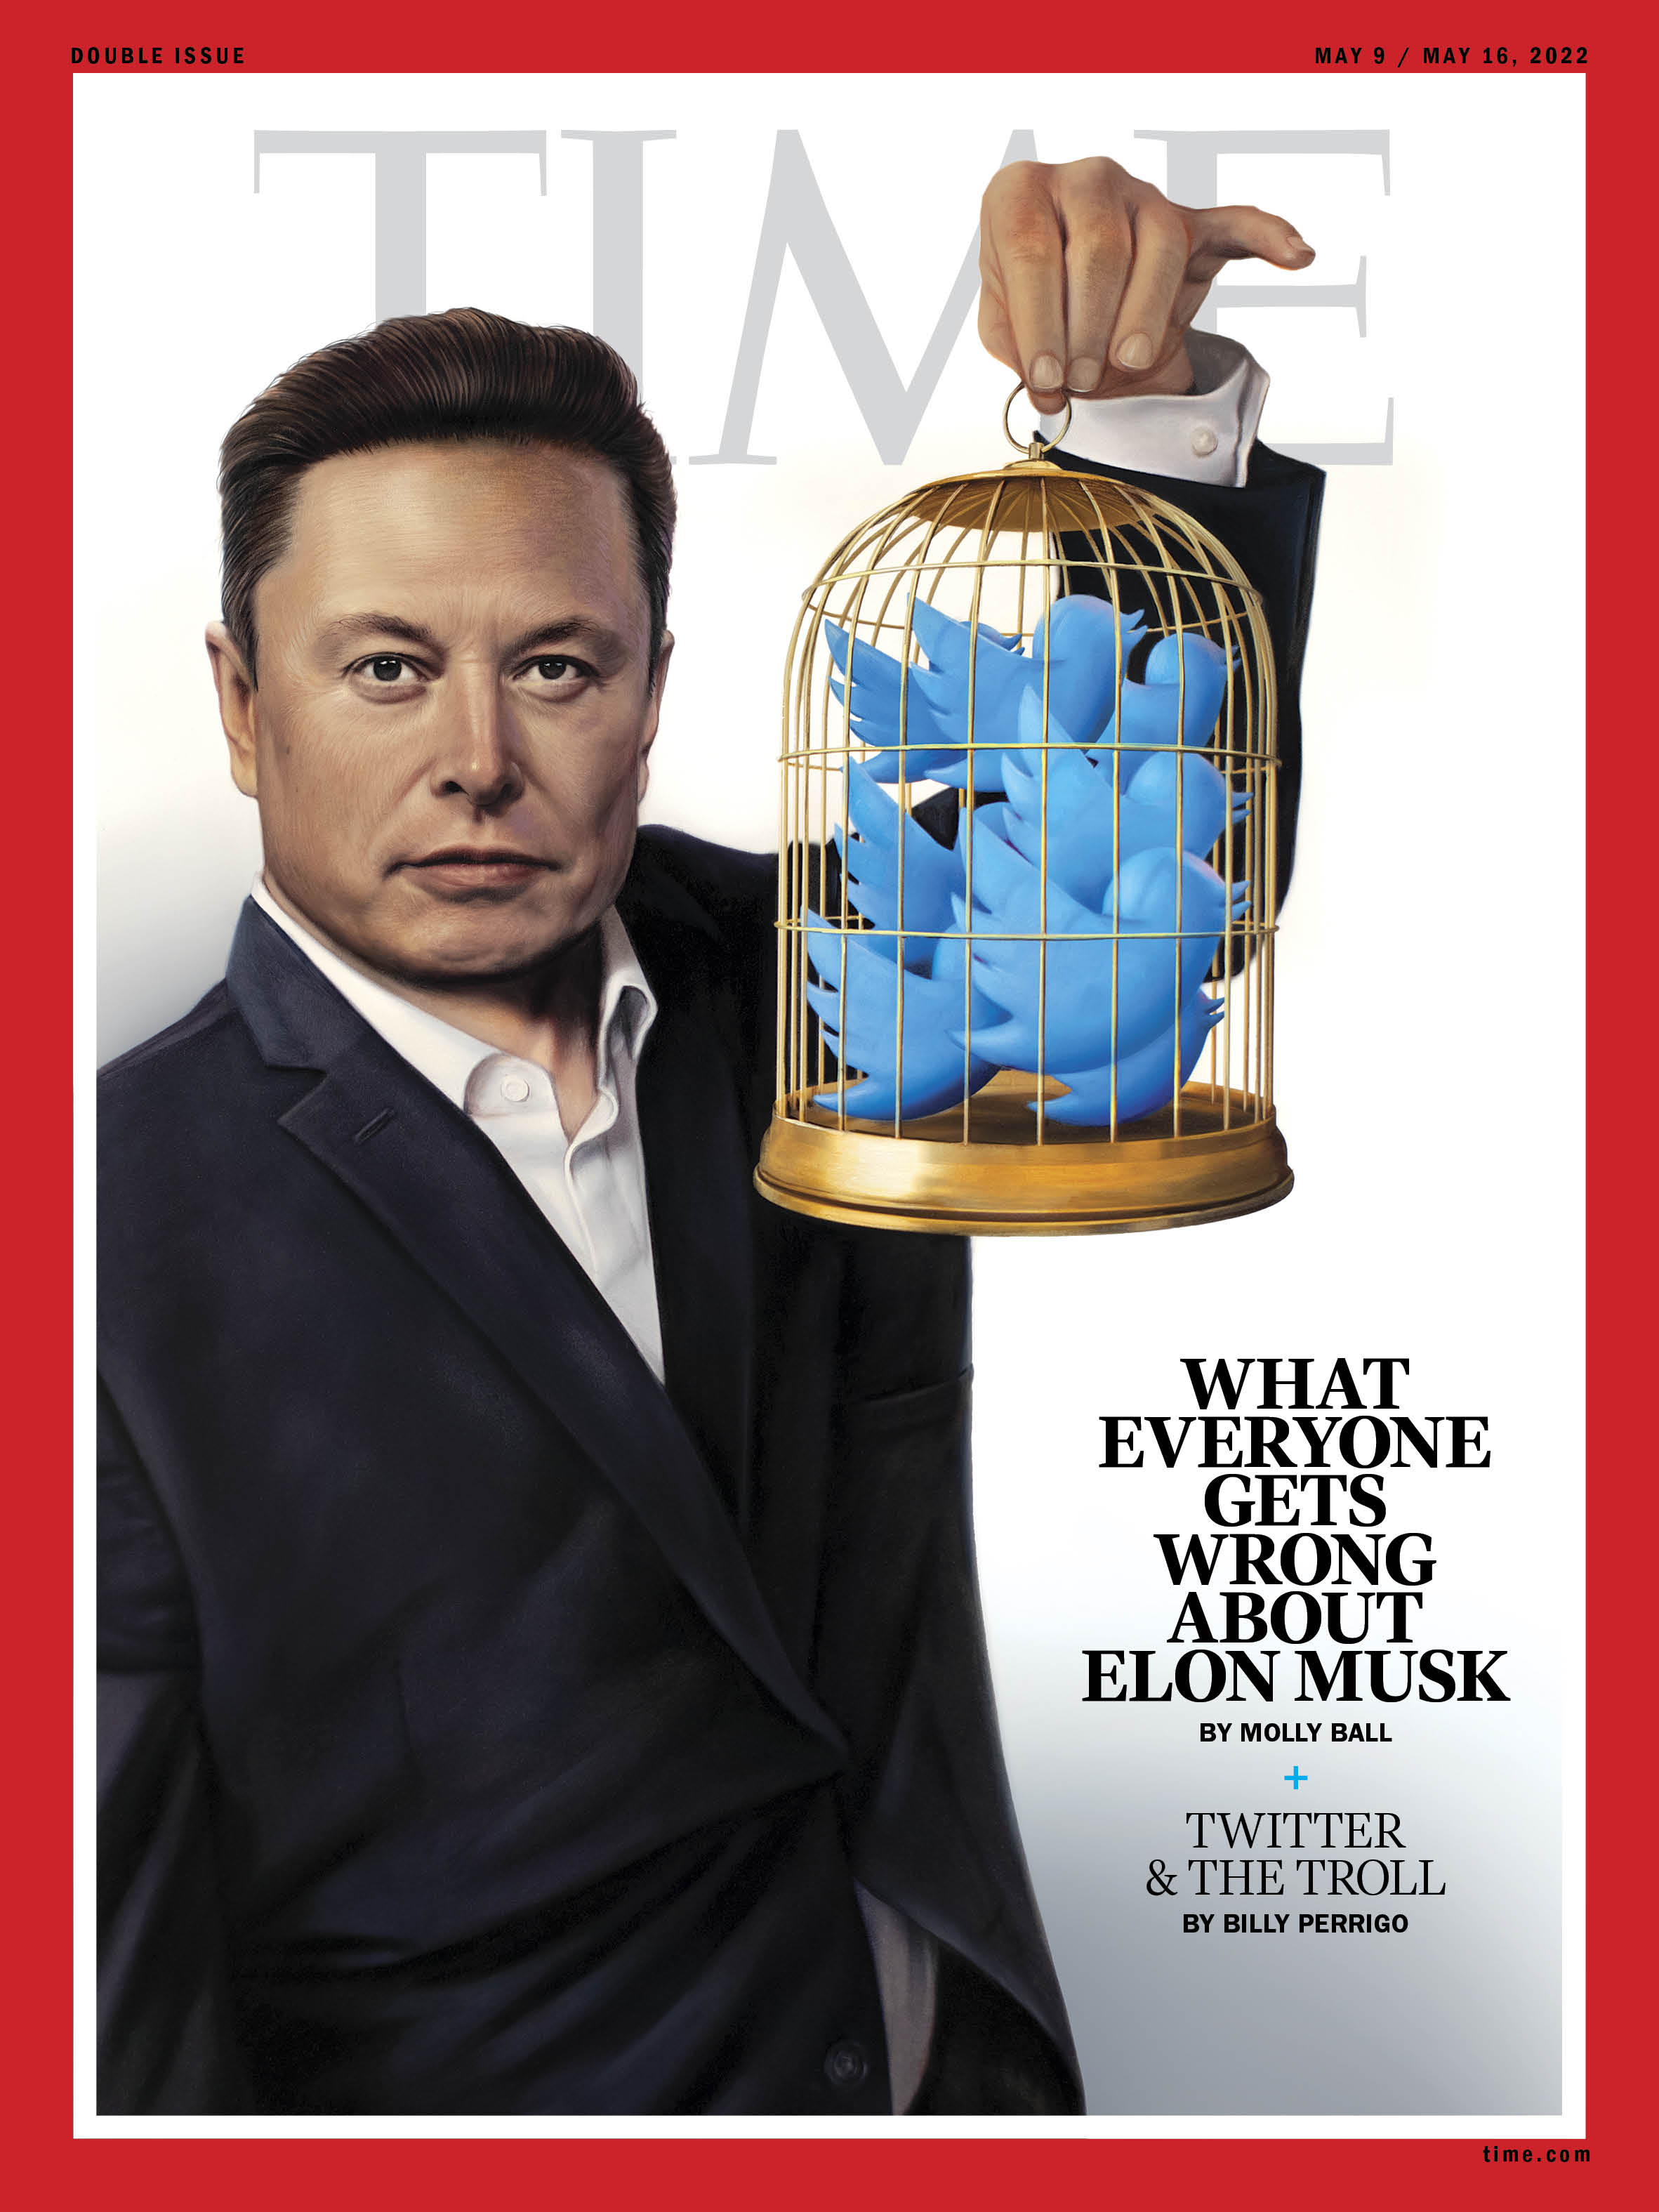 DOUBLE ISSUE
MAY 9 / MAY 16, 2022
TIME
WHAT
EVERYONE
GETS
WRONG
ABOUT
ELON MUSK
BY MOLLY BALL
+
TWITTER
& THE TROLL
BY BILLY PERRIGO
time.com